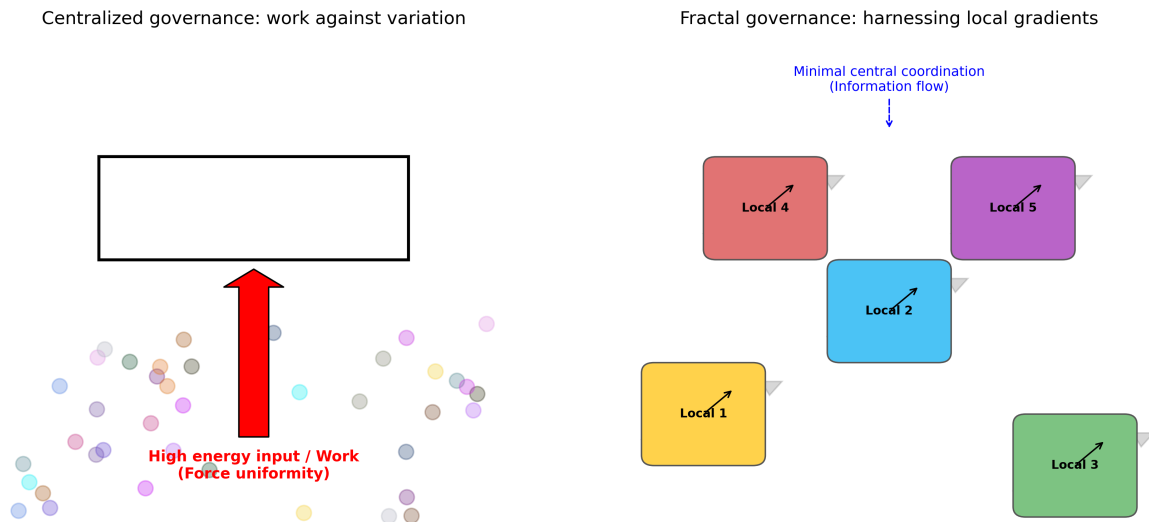 Centralized governance: work against variation
High energy input / Work
(Force uniformity)
Fractal governance: harnessing local gradients
Minimal central coordination
(Information flow)
Local 4
Local 5
Local 2
Local 1
Local 3